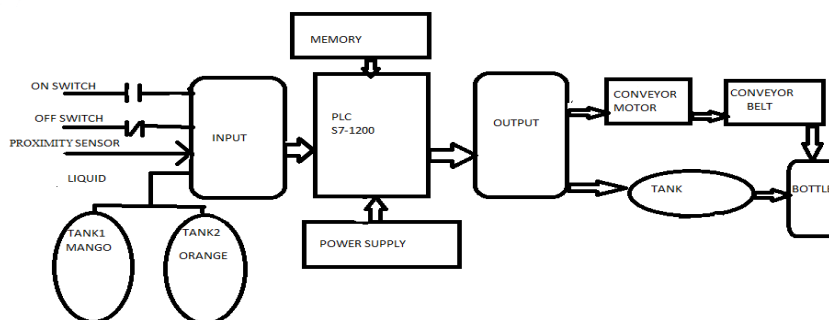 MEMORY
ON SWITCH
OFF SWITCH
PROXIMITY SENSOR
LIQUID
TANK1
MANGO
TANK2
ORANGE
INPUT
PLC
S7-1200
POWER SUPPLY
OUTPUT
CONVEYOR
MOTOR
CONVEYOR
BELT
TANK
BOTTLE